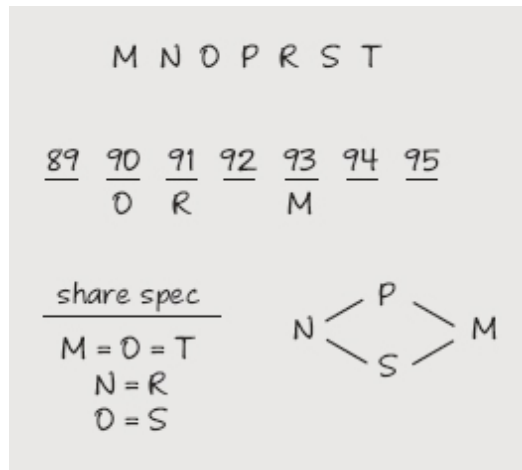 M N O P R S T
89 90 91 92 93 94 95
O R M
share spec
M = O = T
N = R
O = S
P
N M
S